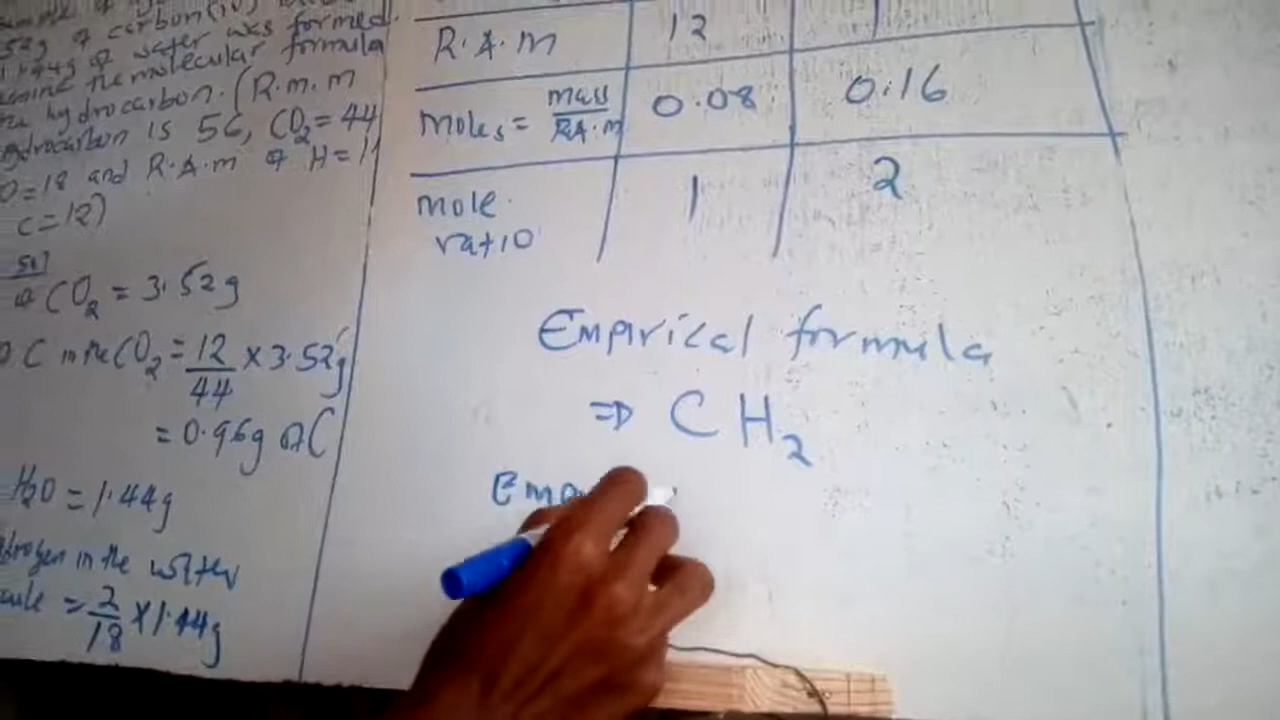 of carbon(iv)
52g of carbon(iv)
1.44g of water was formed.
the molecular formula
hydrocarbon. (R.m.m
hydrocarbon is 56, CO2 = 44
O = 18 and R.A.m of H = 1
C = 12)
sol
CO2 = 3.52g
C in the CO2 = 12/44 x 3.52g
= 0.96g of C
H2O = 1.44g
in the water
= 2/18 x 1.44g
R.A.m 12 1
moles = mass/RA.m 0.08 0.16
mole 1 2
ratio
Empirical formula
⇒ CH2
Emp